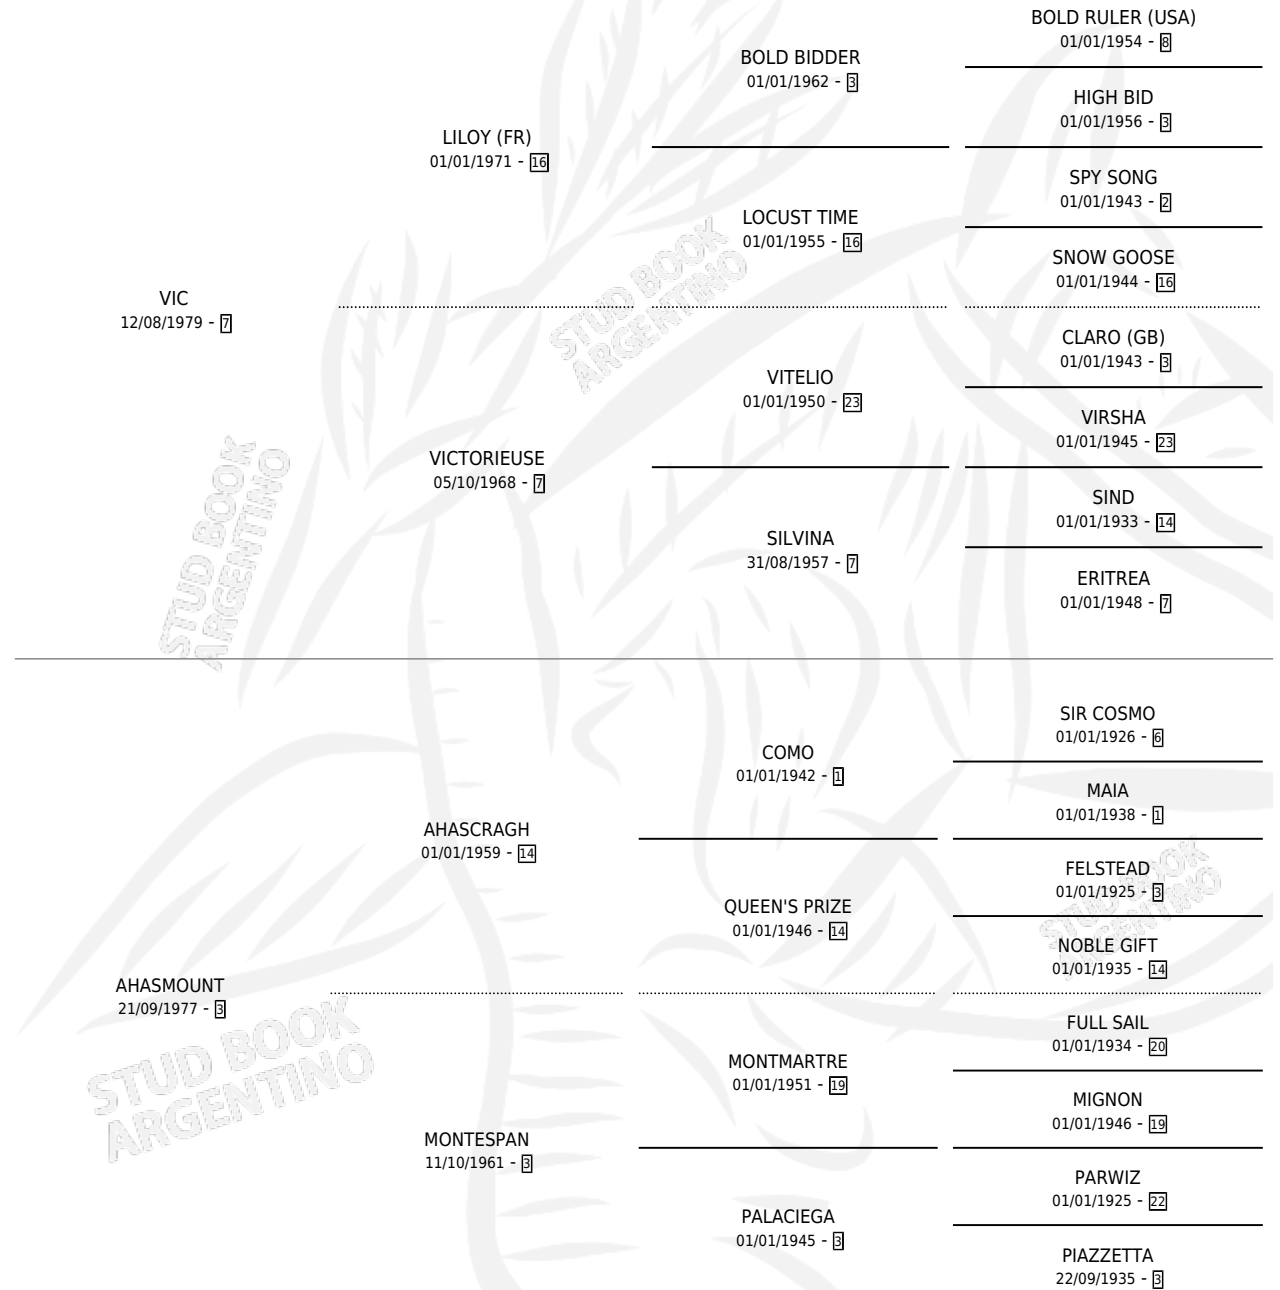 VIC
12/08/1979 - 7
LILOY (FR)
01/01/1971 - 16
BOLD BIDDER
01/01/1962 - 3
BOLD RULER (USA)
01/01/1954 - 8
HIGH BID
01/01/1956 - 3
LOCUST TIME
01/01/1955 - 16
SPY SONG
01/01/1943 - 2
SNOW GOOSE
01/01/1944 - 16
VICTORIEUSE
05/10/1968 - 7
VITELIO
01/01/1950 - 23
CLARO (GB)
01/01/1943 - 3
VIRSHA
01/01/1945 - 23
SILVINA
31/08/1957 - 7
SIND
01/01/1933 - 14
ERITREA
01/01/1948 - 7
AHASMOUNT
21/09/1977 - 3
AHASCRAGH
01/01/1959 - 14
COMO
01/01/1942 - 1
SIR COSMO
01/01/1926 - 6
MAIA
01/01/1938 - 1
QUEEN'S PRIZE
01/01/1946 - 14
FELSTEAD
01/01/1925 - 3
NOBLE GIFT
01/01/1935 - 14
MONTESPAN
11/10/1961 - 3
MONTMARTRE
01/01/1951 - 19
FULL SAIL
01/01/1934 - 20
MIGNON
01/01/1946 - 19
PALACIEGA
01/01/1945 - 3
PARWIZ
01/01/1925 - 22
PIAZZETTA
22/09/1935 - 3
STUD BOOK
ARGENTINO
STUD BOOK
ARGENTINO
STUD BOOK
ARGENTINO
STUD BOOK
ARGENTINO